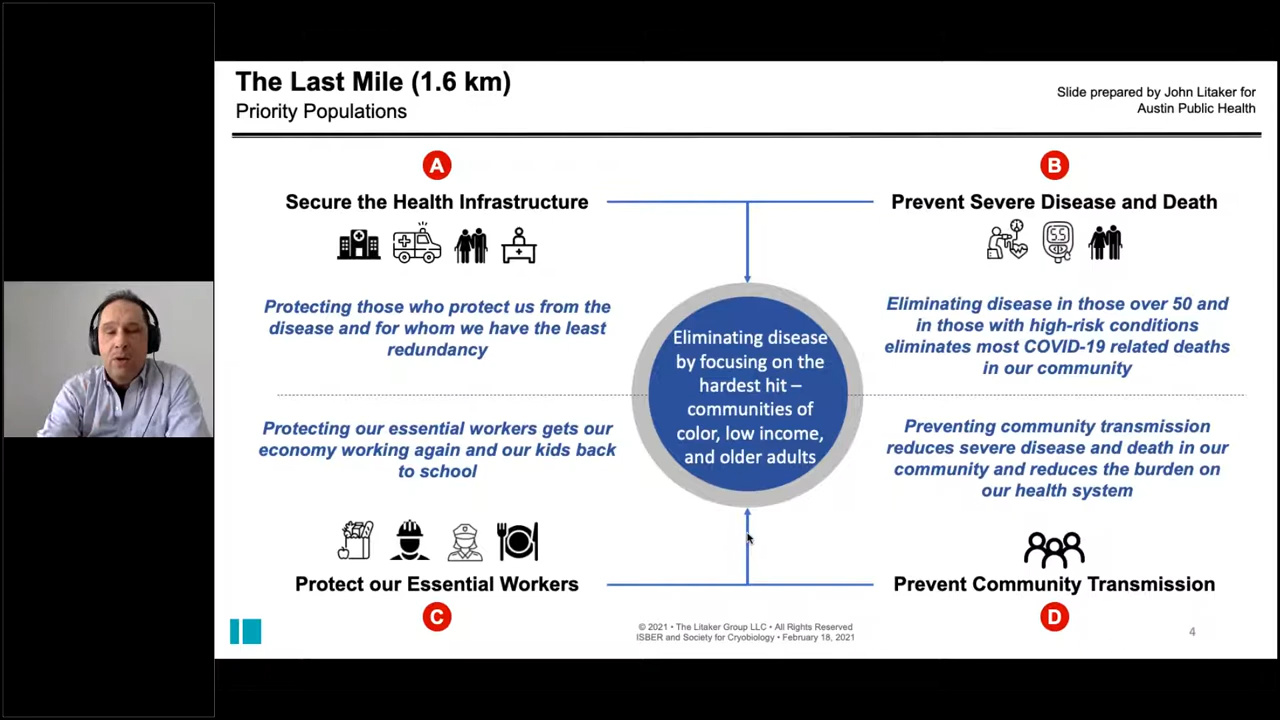 The Last Mile (1.6 km)
Priority Populations
Slide prepared by John Litaker for
Austin Public Health
A
Secure the Health Infrastructure
Protecting those who protect us from the
disease and for whom we have the least
redundancy
B
Prevent Severe Disease and Death
5.5
Eliminating disease in those over 50 and
in those with high-risk conditions
eliminates most COVID-19 related deaths
in our community
Eliminating disease
by focusing on the
hardest hit –
communities of
color, low income,
and older adults
Protecting our essential workers gets our
economy working again and our kids back
to school
Protect our Essential Workers
C
Preventing community transmission
reduces severe disease and death in our
community and reduces the burden on
our health system
Prevent Community Transmission
D
© 2021 • The Litaker Group LLC • All Rights Reserved
ISBER and Society for Cryobiology • February 18, 2021
4